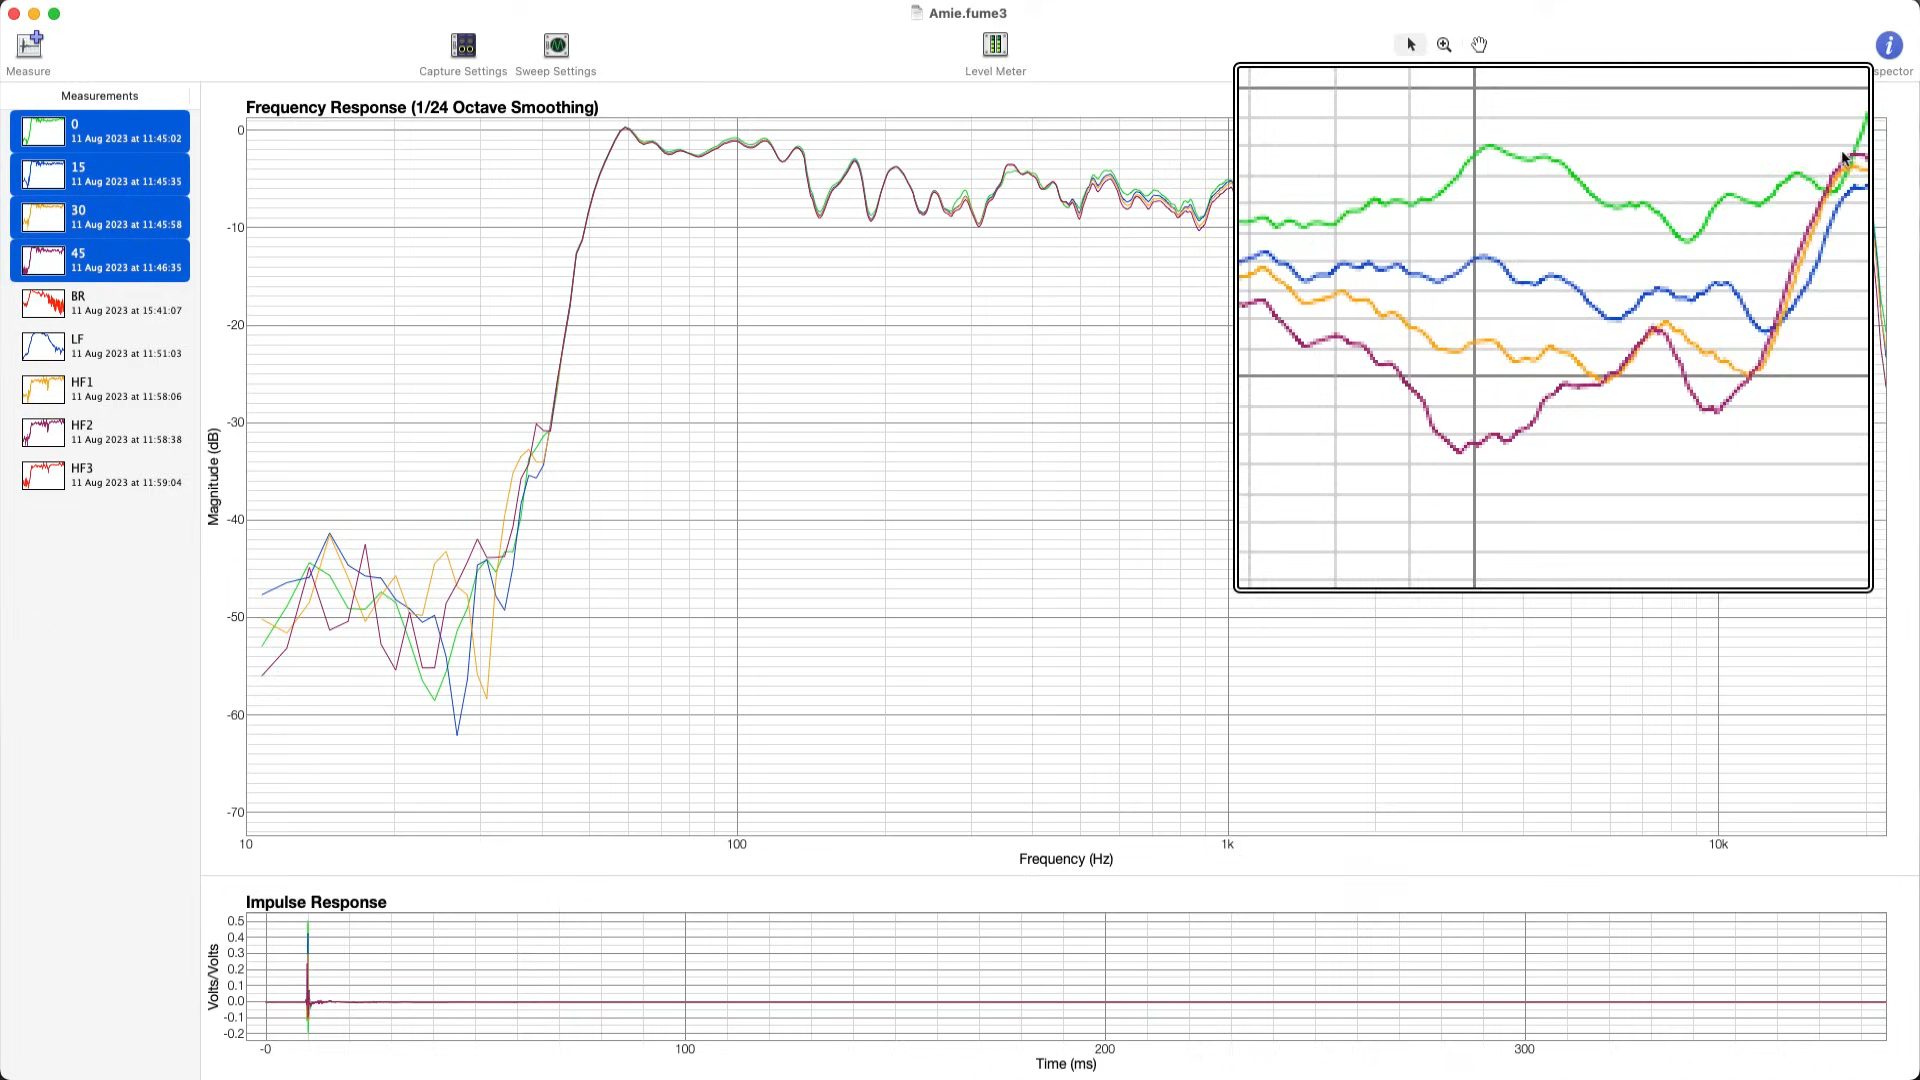 Amie.fume3
Measure
Capture Settings
Sweep Settings
Level Meter
spector
Measurements
0
11 Aug 2023 at 11:45:02
15
11 Aug 2023 at 11:45:35
30
11 Aug 2023 at 11:45:58
45
11 Aug 2023 at 11:46:35
BR
11 Aug 2023 at 15:41:07
LF
11 Aug 2023 at 11:51:03
HF1
11 Aug 2023 at 11:58:06
HF2
11 Aug 2023 at 11:58:38
HF3
11 Aug 2023 at 11:59:04
Frequency Response (1/24 Octave Smoothing)
Magnitude (dB)
0
-10
-20
-30
-40
-50
-60
-70
10
100
1k
10k
Frequency (Hz)
Impulse Response
Volts/Volts
0.5
0.4
0.3
0.2
0.1
0.0
-0.1
-0.2
-0
100
200
300
Time (ms)